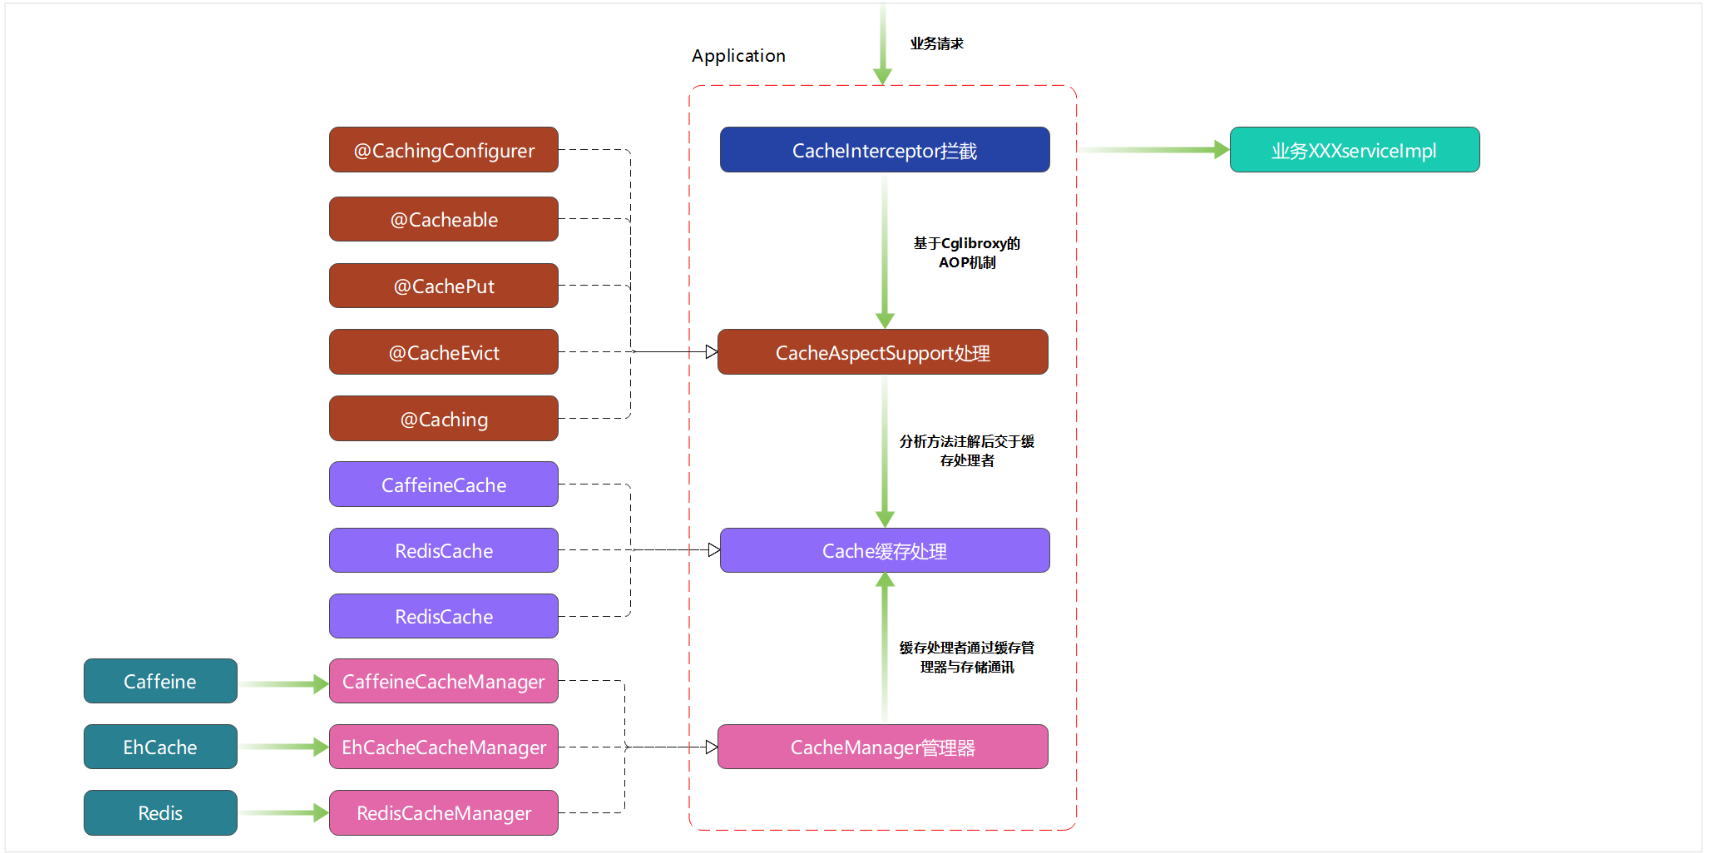 业务请求
Application
@CachingConfigurer
CacheInterceptor拦截
业务XXXserviceImpl
@Cacheable
基于Cglibroxy的
AOP机制
@CachePut
@CacheEvict
CacheAspectSupport处理
@Caching
分析方法注解后交于缓
存处理者
CaffeineCache
RedisCache
Cache缓存处理
RedisCache
缓存处理者通过缓存管
理器与存储通讯
Caffeine
CaffeineCacheManager
EhCache
EhCacheCacheManager
CacheManager管理器
Redis
RedisCacheManager